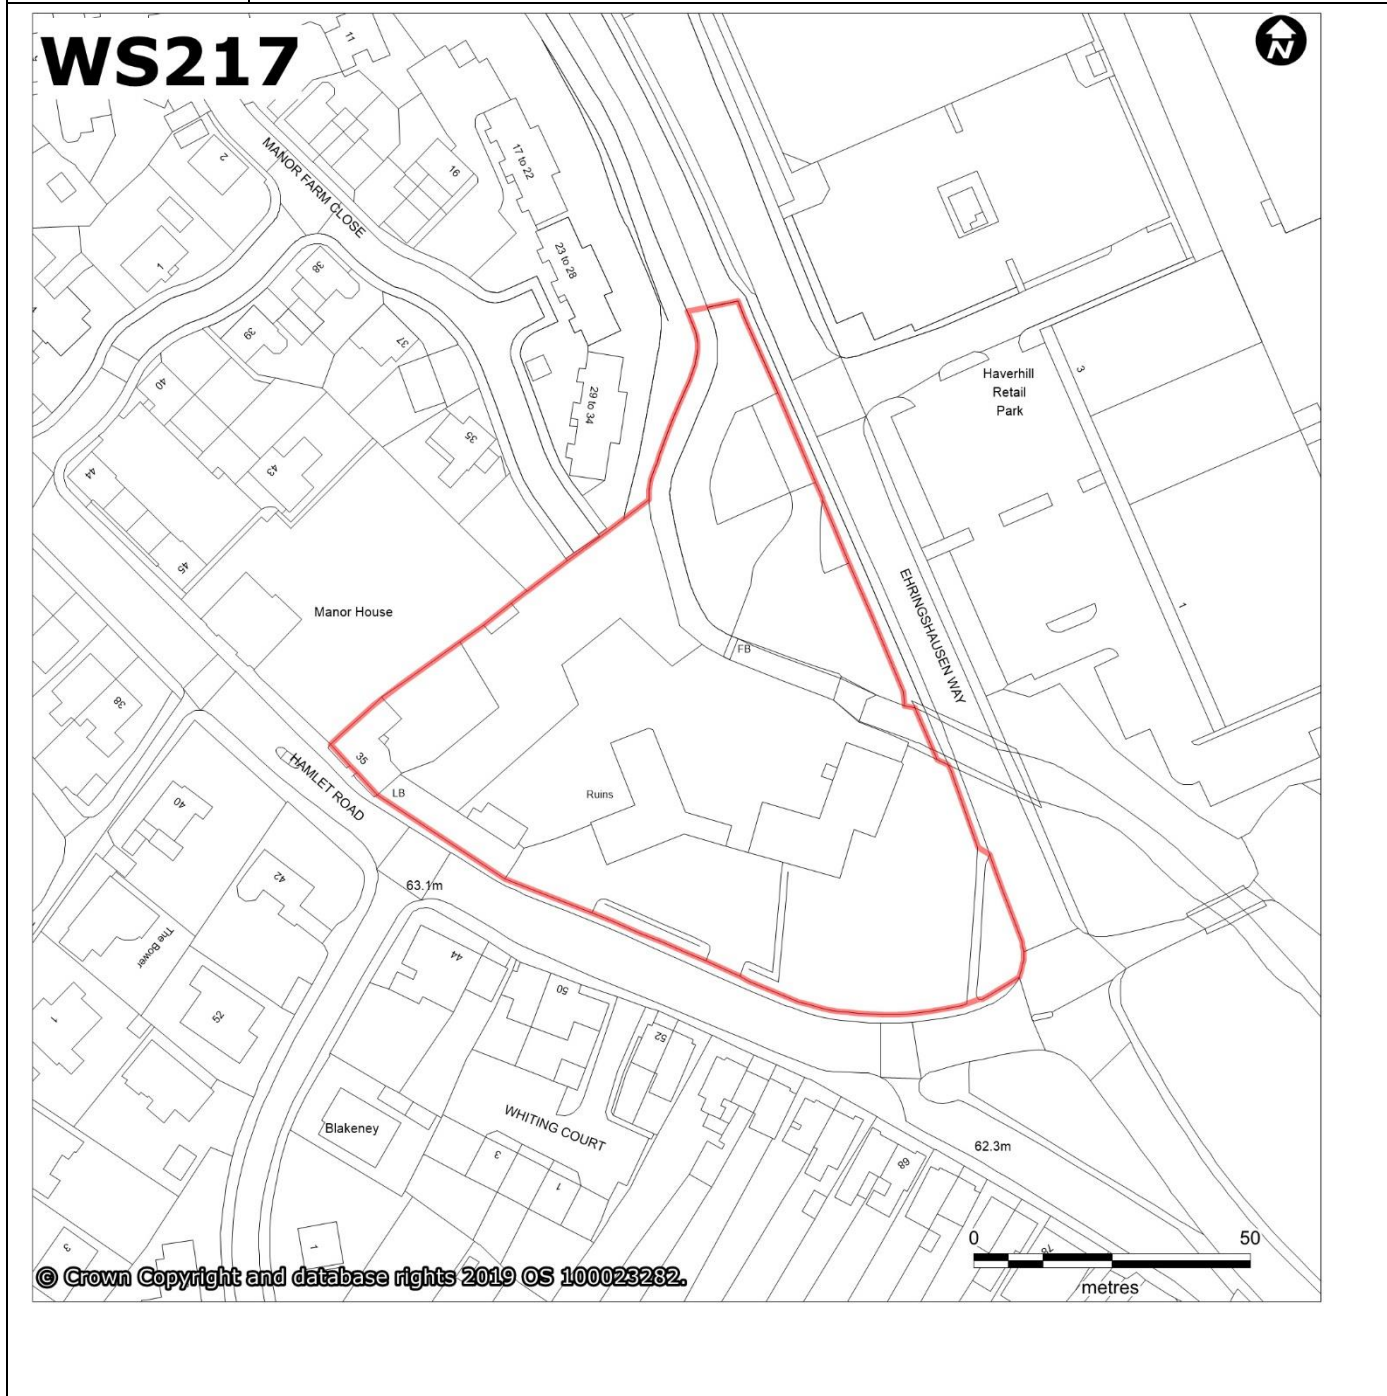 WS217
N
11
MANOR FARM CLOSE
2
16
17 to 22
23 to 28
29 to 34
1
38
39
37
40
35
43
44
45
Manor House
Haverhill
Retail
Park
3
1
EHRINGSHAUSEN WAY
FB
38
35
LB
HAMLET ROAD
Ruins
40
42
63.1m
The Bower
44
50
52
52
1
WHITING COURT
Blakeney
3
1
68
62.3m
3
1
78
0
50
metres
© Crown Copyright and database rights 2019 OS 100023282.